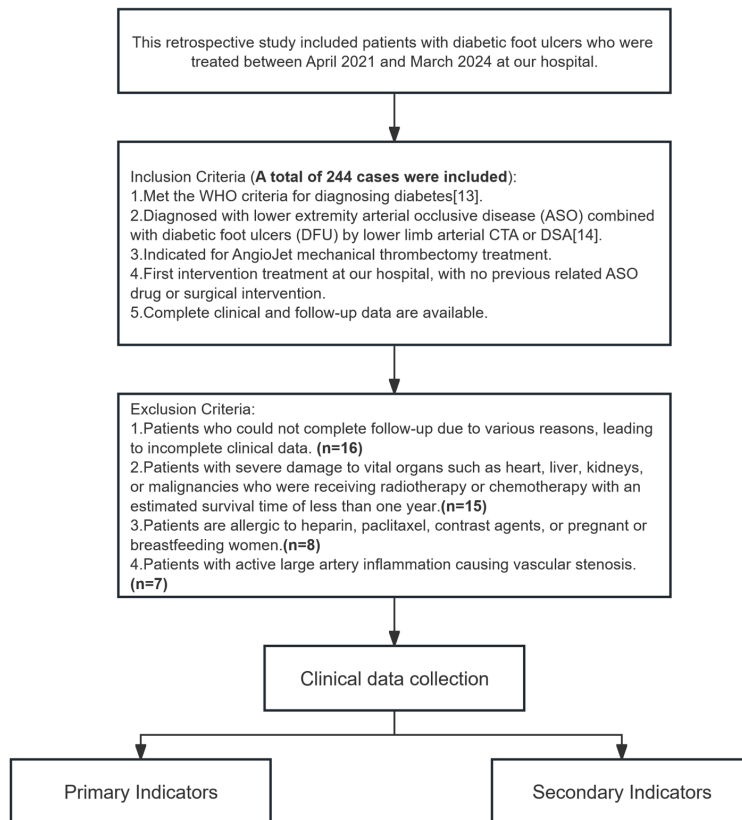 This retrospective study included patients with diabetic foot ulcers who were
treated between April 2021 and March 2024 at our hospital.
Inclusion Criteria (A total of 244 cases were included):
1.Met the WHO criteria for diagnosing diabetes[13].
2.Diagnosed with lower extremity arterial occlusive disease (ASO) combined
with diabetic foot ulcers (DFU) by lower limb arterial CTA or DSA[14].
3.Indicated for AngioJet mechanical thrombectomy treatment.
4.First intervention treatment at our hospital, with no previous related ASO
drug or surgical intervention.
5.Complete clinical and follow-up data are available.
Exclusion Criteria:
1.Patients who could not complete follow-up due to various reasons, leading
to incomplete clinical data. (n=16)
2.Patients with severe damage to vital organs such as heart, liver, kidneys,
or malignancies who were receiving radiotherapy or chemotherapy with an
estimated survival time of less than one year.(n=15)
3.Patients are allergic to heparin, paclitaxel, contrast agents, or pregnant or
breastfeeding women.(n=8)
4.Patients with active large artery inflammation causing vascular stenosis.
(n=7)
Clinical data collection
Primary Indicators
Secondary Indicators